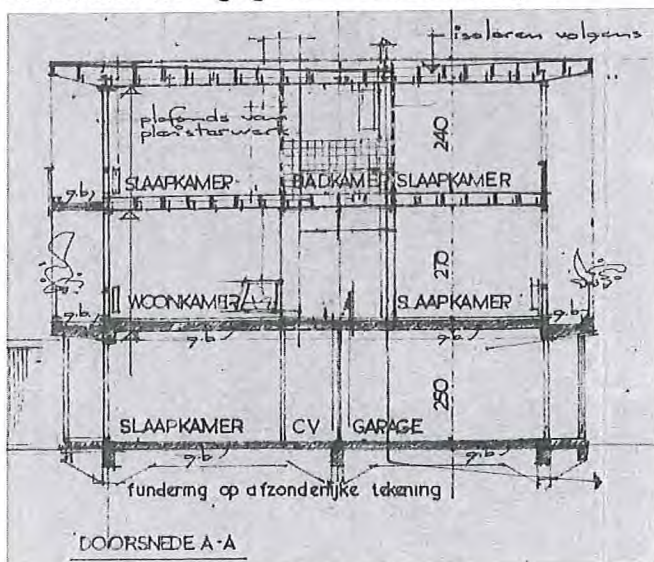 isoleren volgens
plafonds van
pleisterwerk
240
SLAAPKAMER BADKAMER SLAAPKAMER
g.b.
270
WOONKAMER SLAAPKAMER
g.b. g.b. g.b. g.b.
250
SLAAPKAMER CV GARAGE
g.b. g.b.
fundering op afzonderlijke tekening
DOORSNEDE A-A